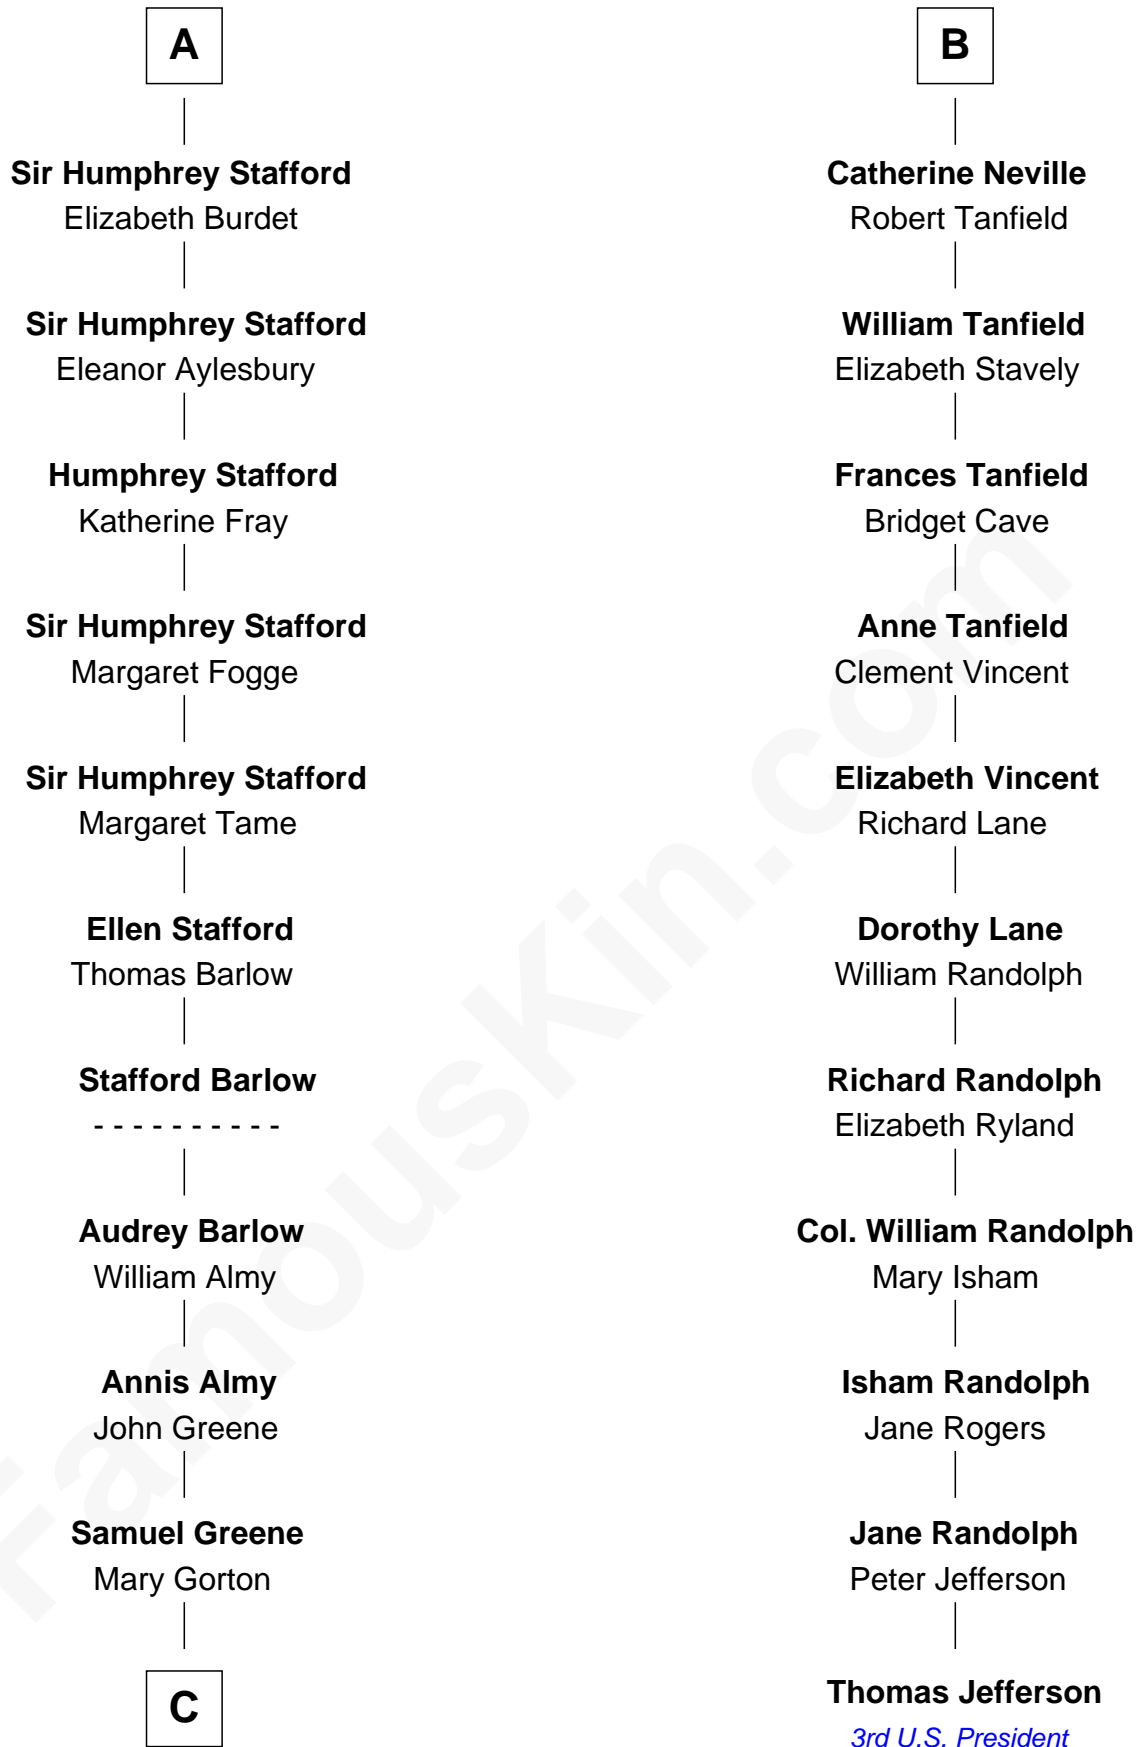 A
Sir Humphrey Stafford
Elizabeth Burdet
Sir Humphrey Stafford
Eleanor Aylesbury
Humphrey Stafford
Katherine Fray
Sir Humphrey Stafford
Margaret Fogge
Sir Humphrey Stafford
Margaret Tame
Ellen Stafford
Thomas Barlow
Stafford Barlow
- - - - - - - - - -
Audrey Barlow
William Almy
Annis Almy
John Greene
Samuel Greene
Mary Gorton
C
B
Catherine Neville
Robert Tanfield
William Tanfield
Elizabeth Stavely
Frances Tanfield
Bridget Cave
Anne Tanfield
Clement Vincent
Elizabeth Vincent
Richard Lane
Dorothy Lane
William Randolph
Richard Randolph
Elizabeth Ryland
Col. William Randolph
Mary Isham
Isham Randolph
Jane Rogers
Jane Randolph
Peter Jefferson
Thomas Jefferson
3rd U.S. President
FamousKin.com